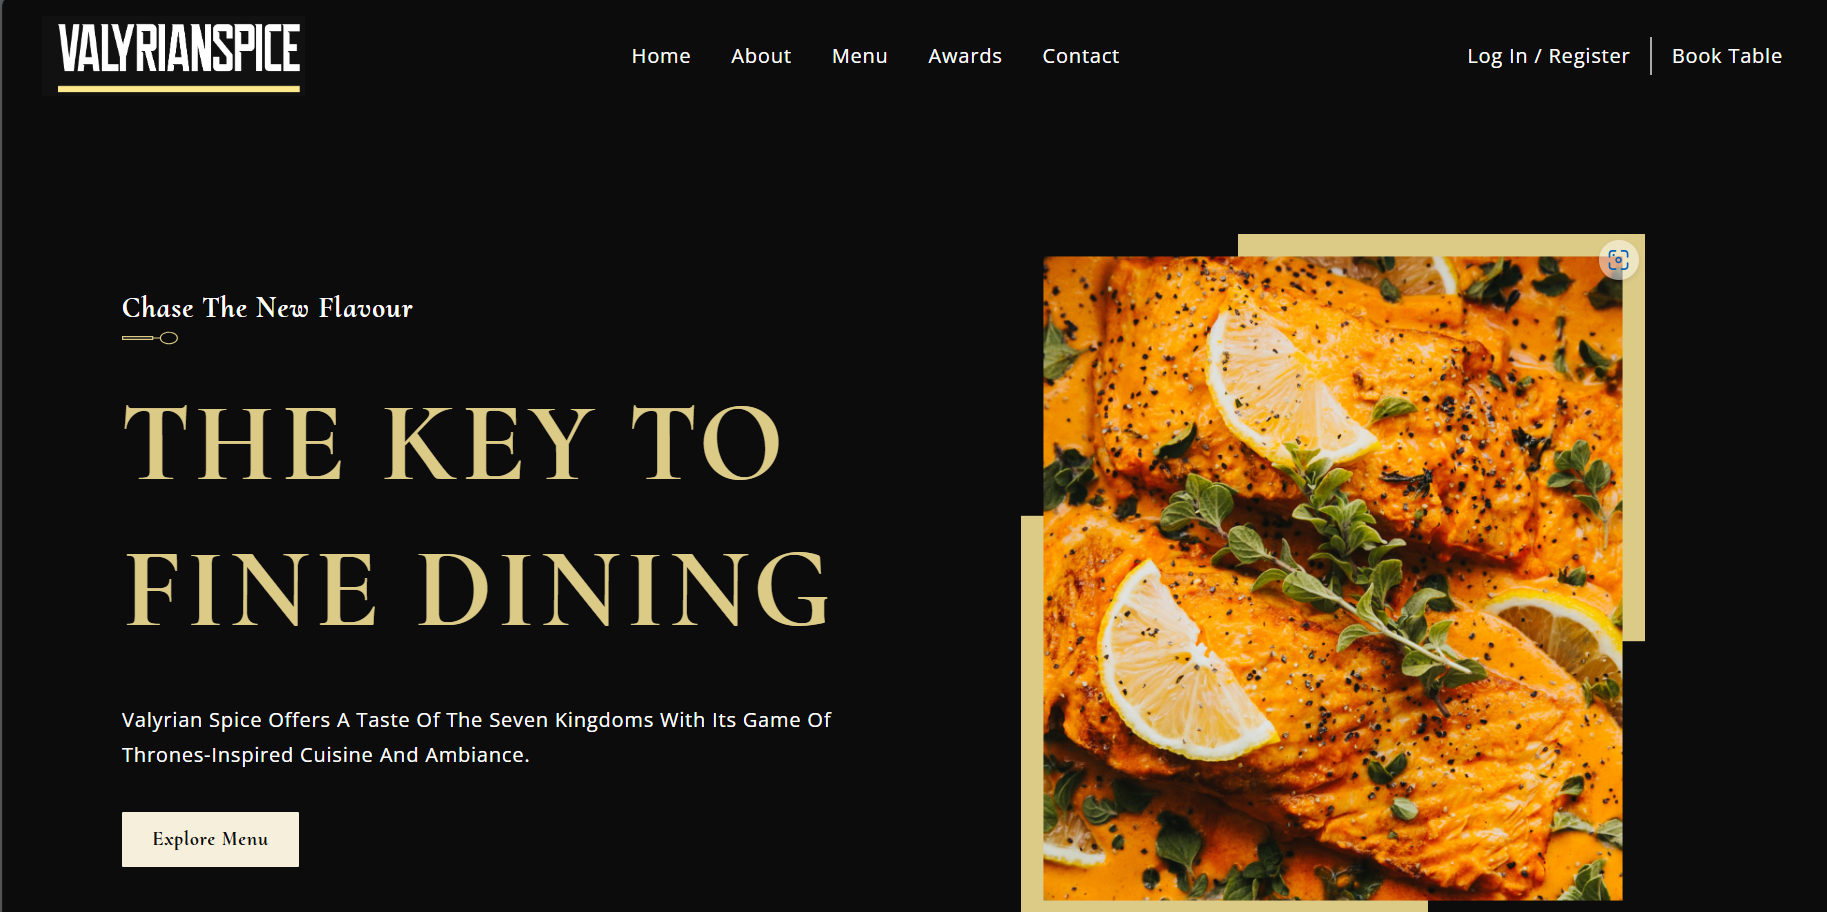 VALYRIANSPICE
Home About Menu Awards Contact
Log In / Register Book Table
Chase The New Flavour
THE KEY TO
FINE DINING
Valyrian Spice Offers A Taste Of The Seven Kingdoms With Its Game Of
Thrones-Inspired Cuisine And Ambiance.
Explore Menu